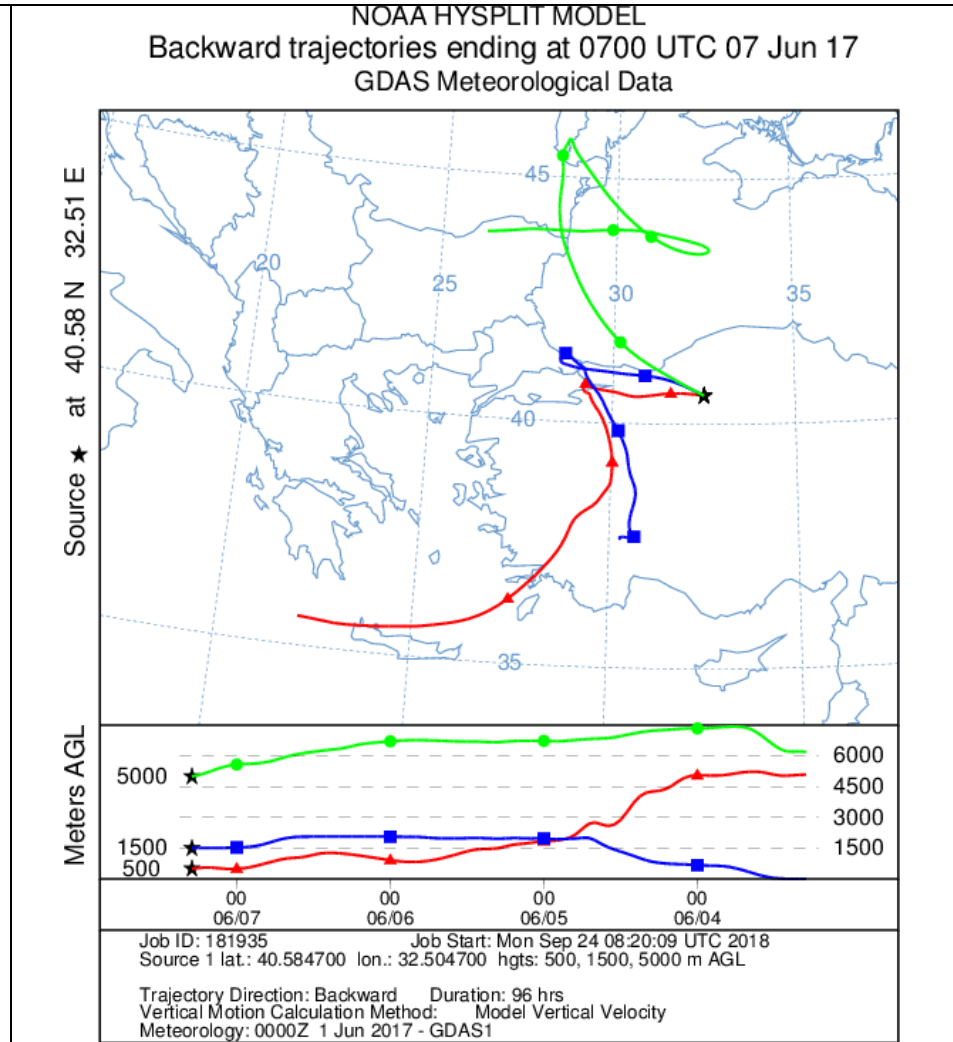 NOAA HYSPLIT MODEL
Backward trajectories ending at 0700 UTC 07 Jun 17
GDAS Meteorological Data
Source ★ at 40.58 N 32.51 E
45
20
25
30
35
40
35
Meters AGL
5000
1500
500
6000
4500
3000
1500
00 00 00 00
06/07 06/06 06/05 06/04
Job ID: 181935 Job Start: Mon Sep 24 08:20:09 UTC 2018
Source 1 lat.: 40.584700 lon.: 32.504700 hgts: 500, 1500, 5000 m AGL
Trajectory Direction: Backward Duration: 96 hrs
Vertical Motion Calculation Method: Model Vertical Velocity
Meteorology: 0000Z 1 Jun 2017 - GDAS1